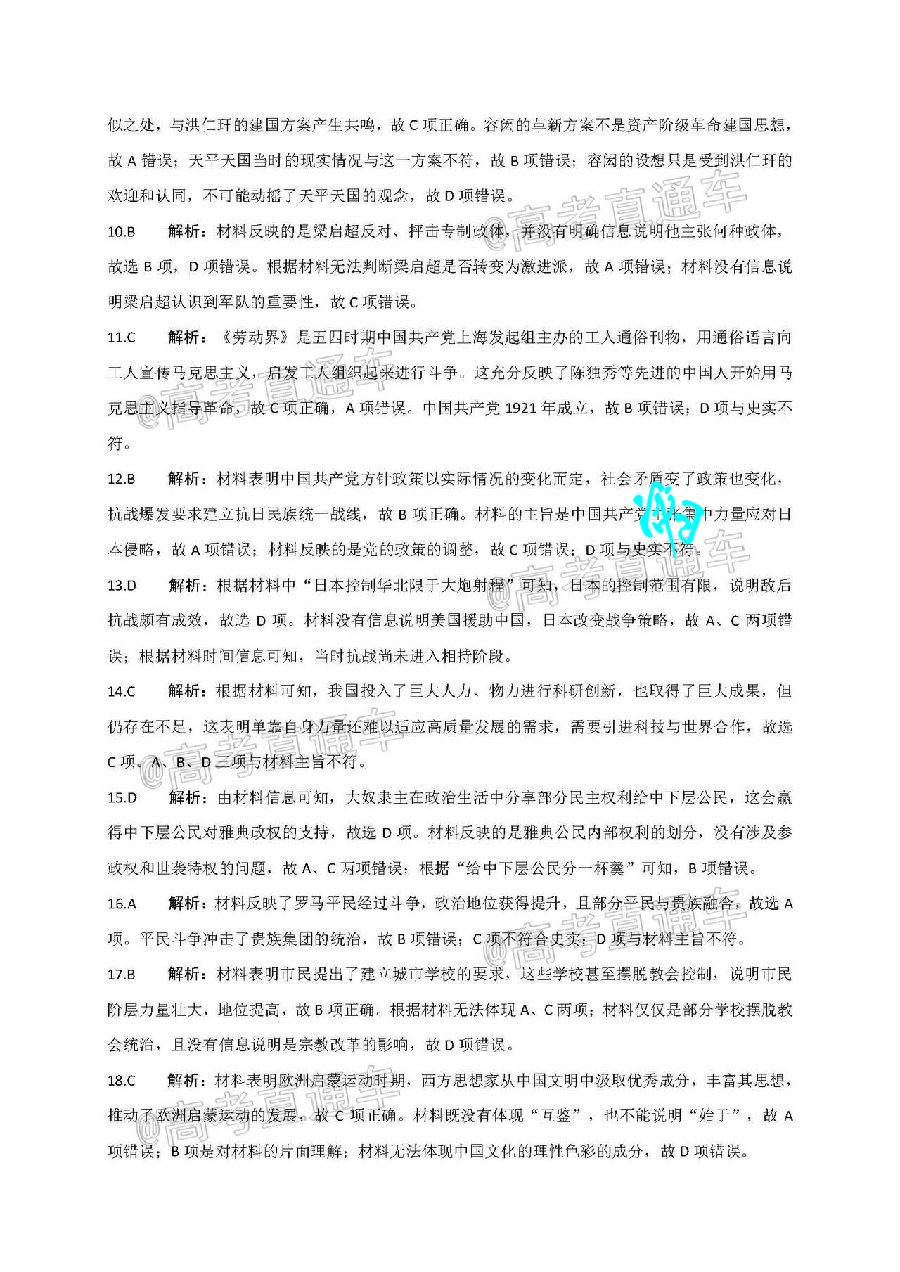 似之处，与洪仁玕的建国方案产生共鸣，故 C 项正确。容闳的革新方案不是资产阶级革命建国思想，
故 A 错误；天平天国当时的现实情况与这一方案不符，故 B 项错误；容闳的设想只是受到洪仁玕的
欢迎和认同，不可能动摇了天平天国的观念，故 D 项错误。
@高考直通车
10.B 解析：材料反映的是梁启超反对、抨击专制政体，并没有明确信息说明他主张何种政体，
故选 B 项，D 项错误。根据材料无法判断梁启超是否转变为激进派，故 A 项错误；材料没有信息说
明梁启超认识到军队的重要性，故 C 项错误。
11.C 解析：《劳动界》是五四时期中国共产党上海发起组主办的工人通俗刊物，用通俗语言向
工人宣传马克思主义，启发工人组织起来进行斗争。这充分反映了陈独秀等先进的中国人开始用马
@高考直通车
克思主义指导革命，故 C 项正确，A 项错误。中国共产党 1921 年成立，故 B 项错误；D 项与史实不
符。
12.B 解析：材料表明中国共产党方针政策以实际情况的变化而定，社会矛盾变了政策也变化，
抗战爆发要求建立抗日民族统一战线，故 B 项正确。材料的主旨是中国共产党集中力量应对日
本侵略，故 A 项错误；材料反映的是党的政策的调整，故 C 项错误；D 项与史实不符。
@高考直通车
13.D 解析：根据材料中“日本控制华北限于大炮射程”可知，日本的控制范围有限，说明敌后
抗战颇有成效，故选 D 项。材料没有信息说明美国援助中国，日本改变战争策略，故 A、C 两项错
误；根据材料时间信息可知，当时抗战尚未进入相持阶段。
14.C 解析：根据材料可知，我国投入了巨大人力、物力进行科研创新，也取得了巨大成果，但
仍存在不足，这表明单靠自身力量还难以适应高质量发展的需求，需要引进科技与世界合作，故选
@高考直通车
C 项。A、B、D 三项与材料主旨不符。
15.D 解析：由材料信息可知，大奴隶主在政治生活中分享部分民主权利给中下层公民，这会赢
得中下层公民对雅典政权的支持，故选 D 项。材料反映的是雅典公民内部权利的划分，没有涉及参
政权和世袭特权的问题，故 A、C 两项错误；根据“给中下层公民分一杯羹”可知，B 项错误。
16.A 解析：材料反映了罗马平民经过斗争，政治地位获得提升，且部分平民与贵族融合，故选 A
@高考直通车
项。平民斗争冲击了贵族集团的统治，故 B 项错误；C 项不符合史实；D 项与材料主旨不符。
17.B 解析：材料表明市民提出了建立城市学校的要求，这些学校甚至摆脱教会控制，说明市民
阶层力量壮大，地位提高，故 B 项正确。根据材料无法体现 A、C 两项；材料仅仅是部分学校摆脱教
会统治，且没有信息说明是宗教改革的影响，故 D 项错误。
18.C 解析：材料表明欧洲启蒙运动时期，西方思想家从中国文明中汲取优秀成分，丰富其思想，
推动了欧洲启蒙运动的发展，故 C 项正确。材料既没有体现“互鉴”，也不能说明“始于”，故 A
@高考直通车
项错误；B 项是对材料的片面理解；材料无法体现中国文化的理性色彩的成分，故 D 项错误。